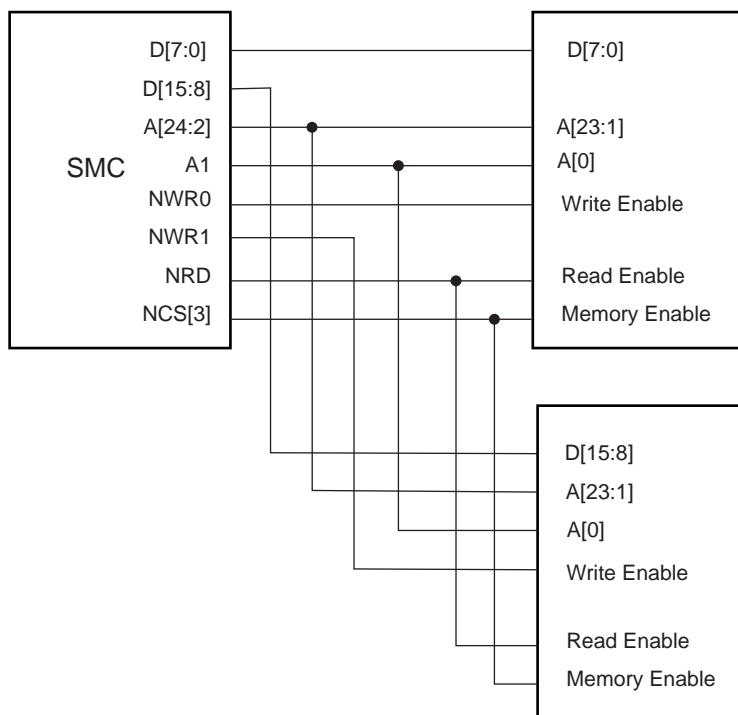 D[7:0]
D[15:8]
A[24:2]
SMC
A1
NWR0
NWR1
NRD
NCS[3]
D[7:0]
A[23:1]
A[0]
Write Enable
Read Enable
Memory Enable
D[15:8]
A[23:1]
A[0]
Write Enable
Read Enable
Memory Enable